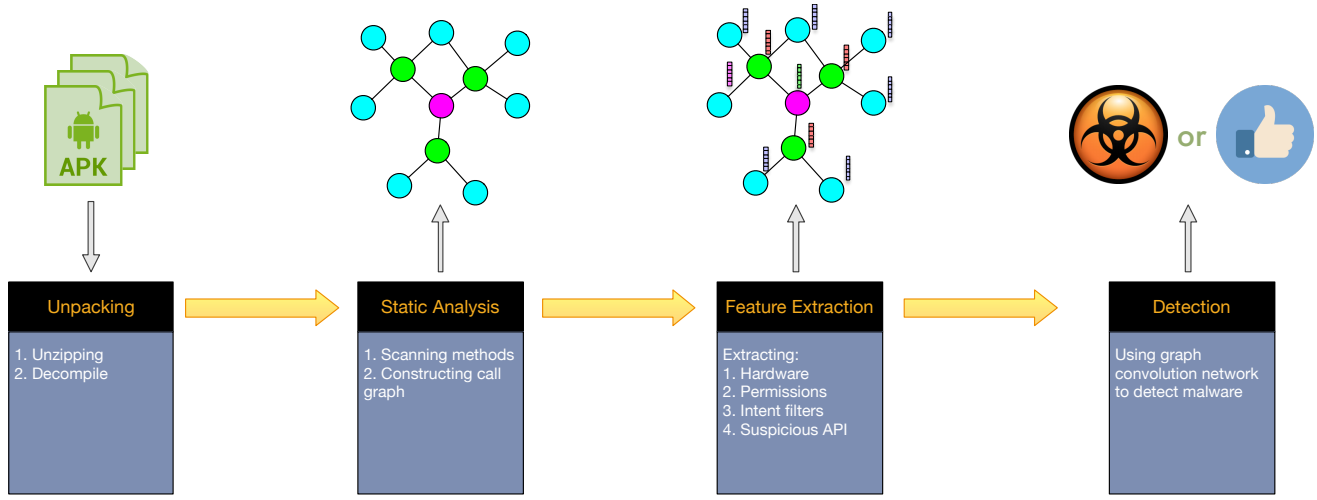 APK
or
Unpacking
1. Unzipping
2. Decompile
Static Analysis
1. Scanning methods
2. Constructing call
graph
Feature Extraction
Extracting:
1. Hardware
2. Permissions
3. Intent filters
4. Suspicious API
Detection
Using graph
convolution network
to detect malware